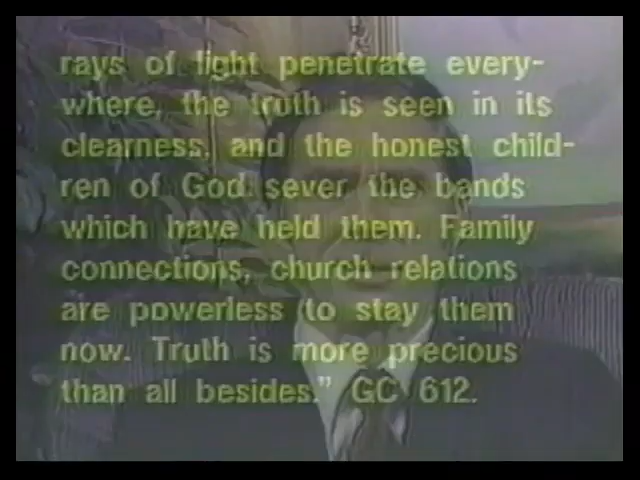 rays of light penetrate every-
where, the truth is seen in its
clearness, and the honest child-
ren of God sever the bands
which have held them. Family
connections, church relations
are powerless to stay them
now. Truth is more precious
than all besides." GC 612.